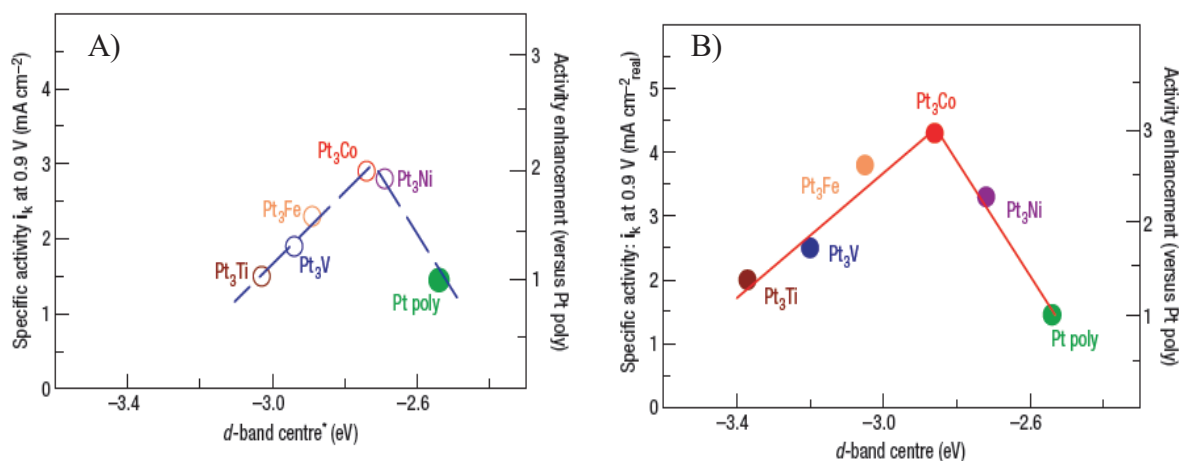 A)
Specific activity i_k at 0.9 V (mA cm⁻²)
4
3
2
1
0
Pt₃Co
Pt₃Ni
Pt₃Fe
Pt₃V
Pt₃Ti
Pt poly
3
2
1
Activity enhancement (versus Pt poly)
−3.4
−3.0
−2.6
d-band centre* (eV)
B)
Specific activity: i_k at 0.9 V (mA cm⁻²real)
5
4
3
2
1
0
Pt₃Co
Pt₃Fe
Pt₃Ni
Pt₃V
Pt₃Ti
Pt poly
3
2
1
Activity enhancement (versus Pt poly)
−3.4
−3.0
−2.6
d-band centre (eV)